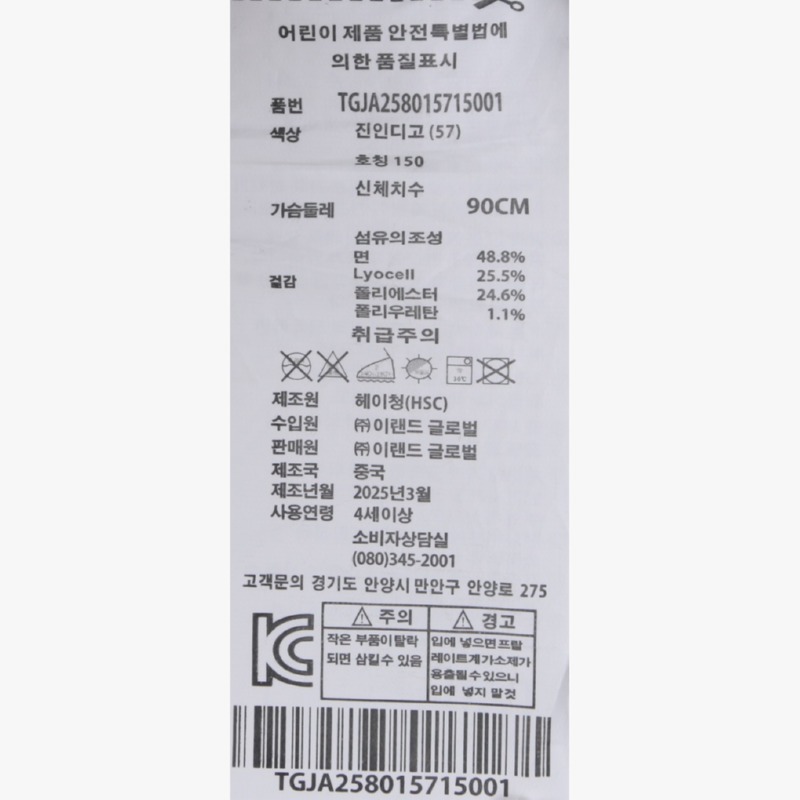 어린이 제품 안전특별법에
의한 품질표시
품번 TGJA258015715001
색상 진인디고 (57)
호칭 150
신체치수
가슴둘레 90CM
섬유의조성
면 48.8%
겉감 Lyocell 25.5%
폴리에스터 24.6%
폴리우레탄 1.1%
취급주의
제조원 헤이청(HSC)
수입원 ㈜이랜드 글로벌
판매원 ㈜이랜드 글로벌
제조국 중국
제조년월 2025년3월
사용연령 4세이상
소비자상담실
(080)345-2001
고객문의 경기도 안양시 만안구 안양로 275
KC
주의
작은 부품이탈락
되면 삼킬수 있음
경고
입에 넣으면프탈
레이트계가소제가
용출될수있으니
입에 넣지 말것
TGJA258015715001